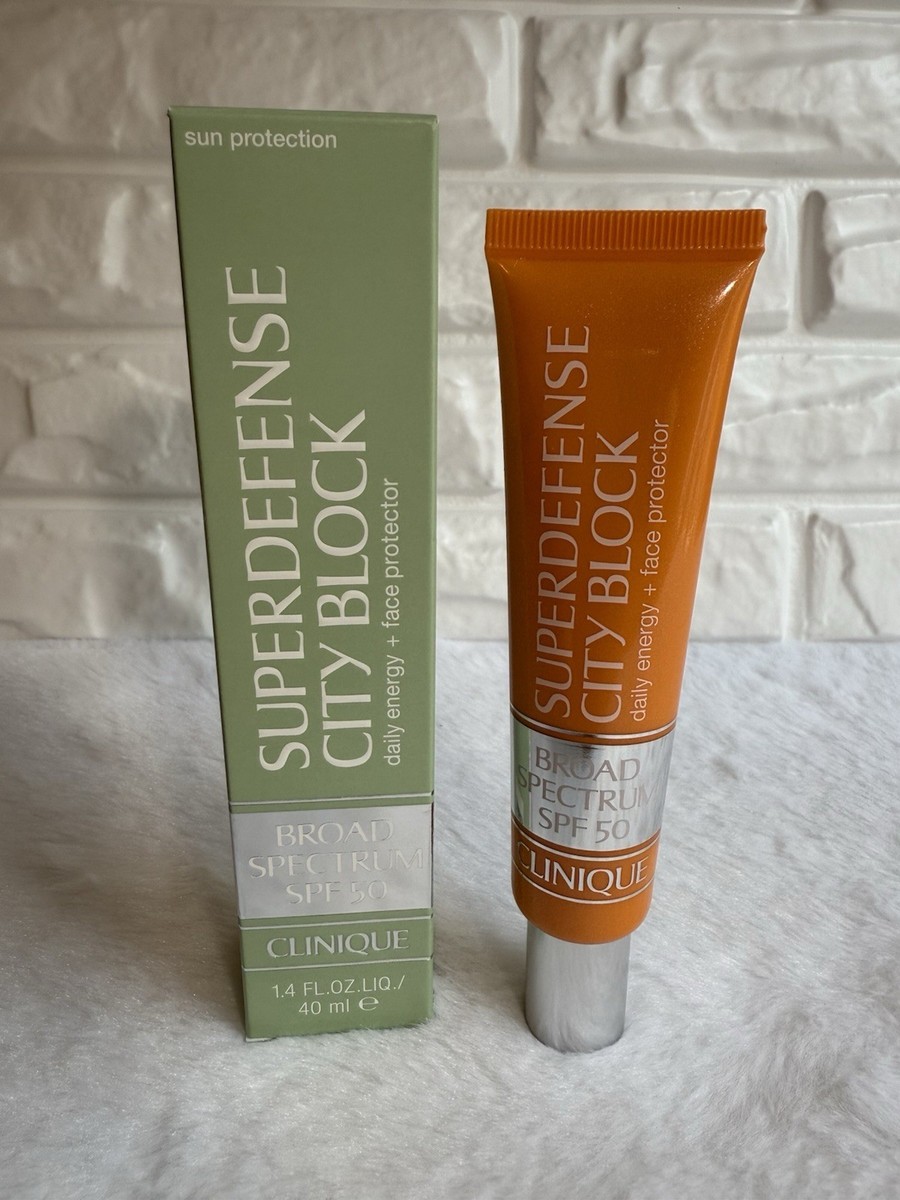 sun protection
SUPERDEFENSE
CITY BLOCK
daily energy + face protector
BROAD
SPECTRUM
SPF 50
CLINIQUE
1.4 FL.OZ.LIQ./
40 ml ℮
SUPERDEFENSE
CITY BLOCK
daily energy + face protector
BROAD
SPECTRUM
SPF 50
CLINIQUE